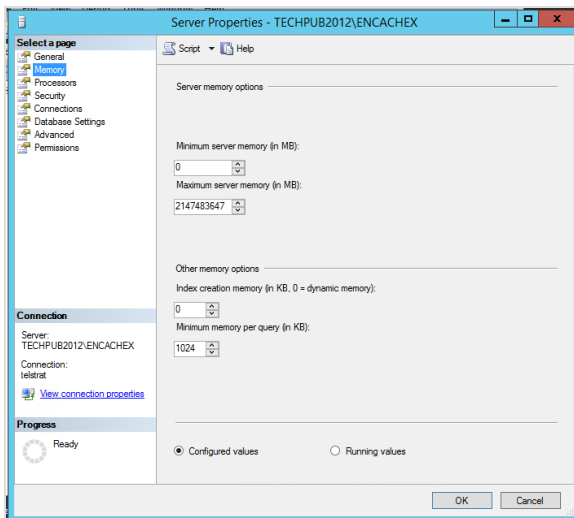 Server Properties - TECHPUB2012\ENCACHEX
Select a page
General
Memory
Processors
Security
Connections
Database Settings
Advanced
Permissions
Script
Help
Server memory options
Minimum server memory (in MB):
0
Maximum server memory (in MB):
2147483647
Other memory options
Index creation memory (in KB, 0 = dynamic memory):
0
Minimum memory per query (in KB):
1024
Connection
Server:
TECHPUB2012\ENCACHEX
Connection:
telstrat
View connection properties
Progress
Ready
Configured values
Running values
OK
Cancel